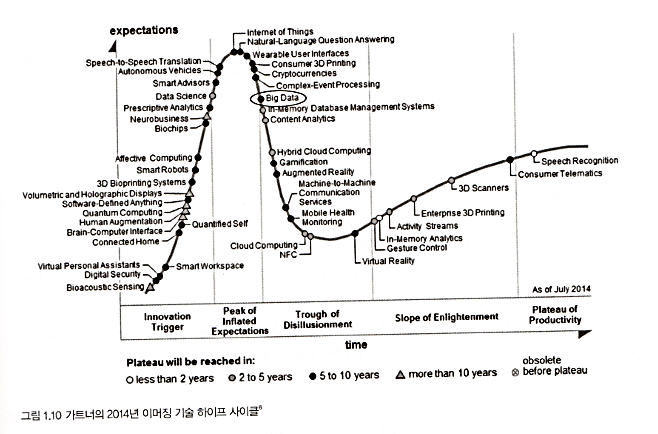 expectations
Internet of Things
Natural-Language Question Answering
Wearable User Interfaces
Speech-to-Speech Translation
Consumer 3D Printing
Autonomous Vehicles
Cryptocurrencies
Smart Advisors
Complex-Event Processing
Data Science
Big Data
Prescriptive Analytics
In-Memory Database Management Systems
Neurobusiness
Content Analytics
Biochips
Hybrid Cloud Computing
Affective Computing
Gamification
Smart Robots
Augmented Reality
3D Bioprinting Systems
Machine-to-Machine
Communication
Services
Volumetric and Holographic Displays
Software-Defined Anything
Quantum Computing
Human Augmentation
Quantified Self
Mobile Health
Monitoring
Brain-Computer Interface
Connected Home
Cloud Computing
NFC
Virtual Personal Assistants
Smart Workspace
Digital Security
Bioacoustic Sensing
Virtual Reality
Gesture Control
In-Memory Analytics
Activity Streams
Enterprise 3D Printing
3D Scanners
Consumer Telematics
Speech Recognition
As of July 2014
Innovation
Trigger
Peak of
Inflated
Expectations
Trough of
Disillusionment
Slope of Enlightenment
Plateau of
Productivity
time
Plateau will be reached in:
less than 2 years
2 to 5 years
5 to 10 years
more than 10 years
obsolete
before plateau
그림 1.10 가트너의 2014년 이머징 기술 하이프 사이클⁶